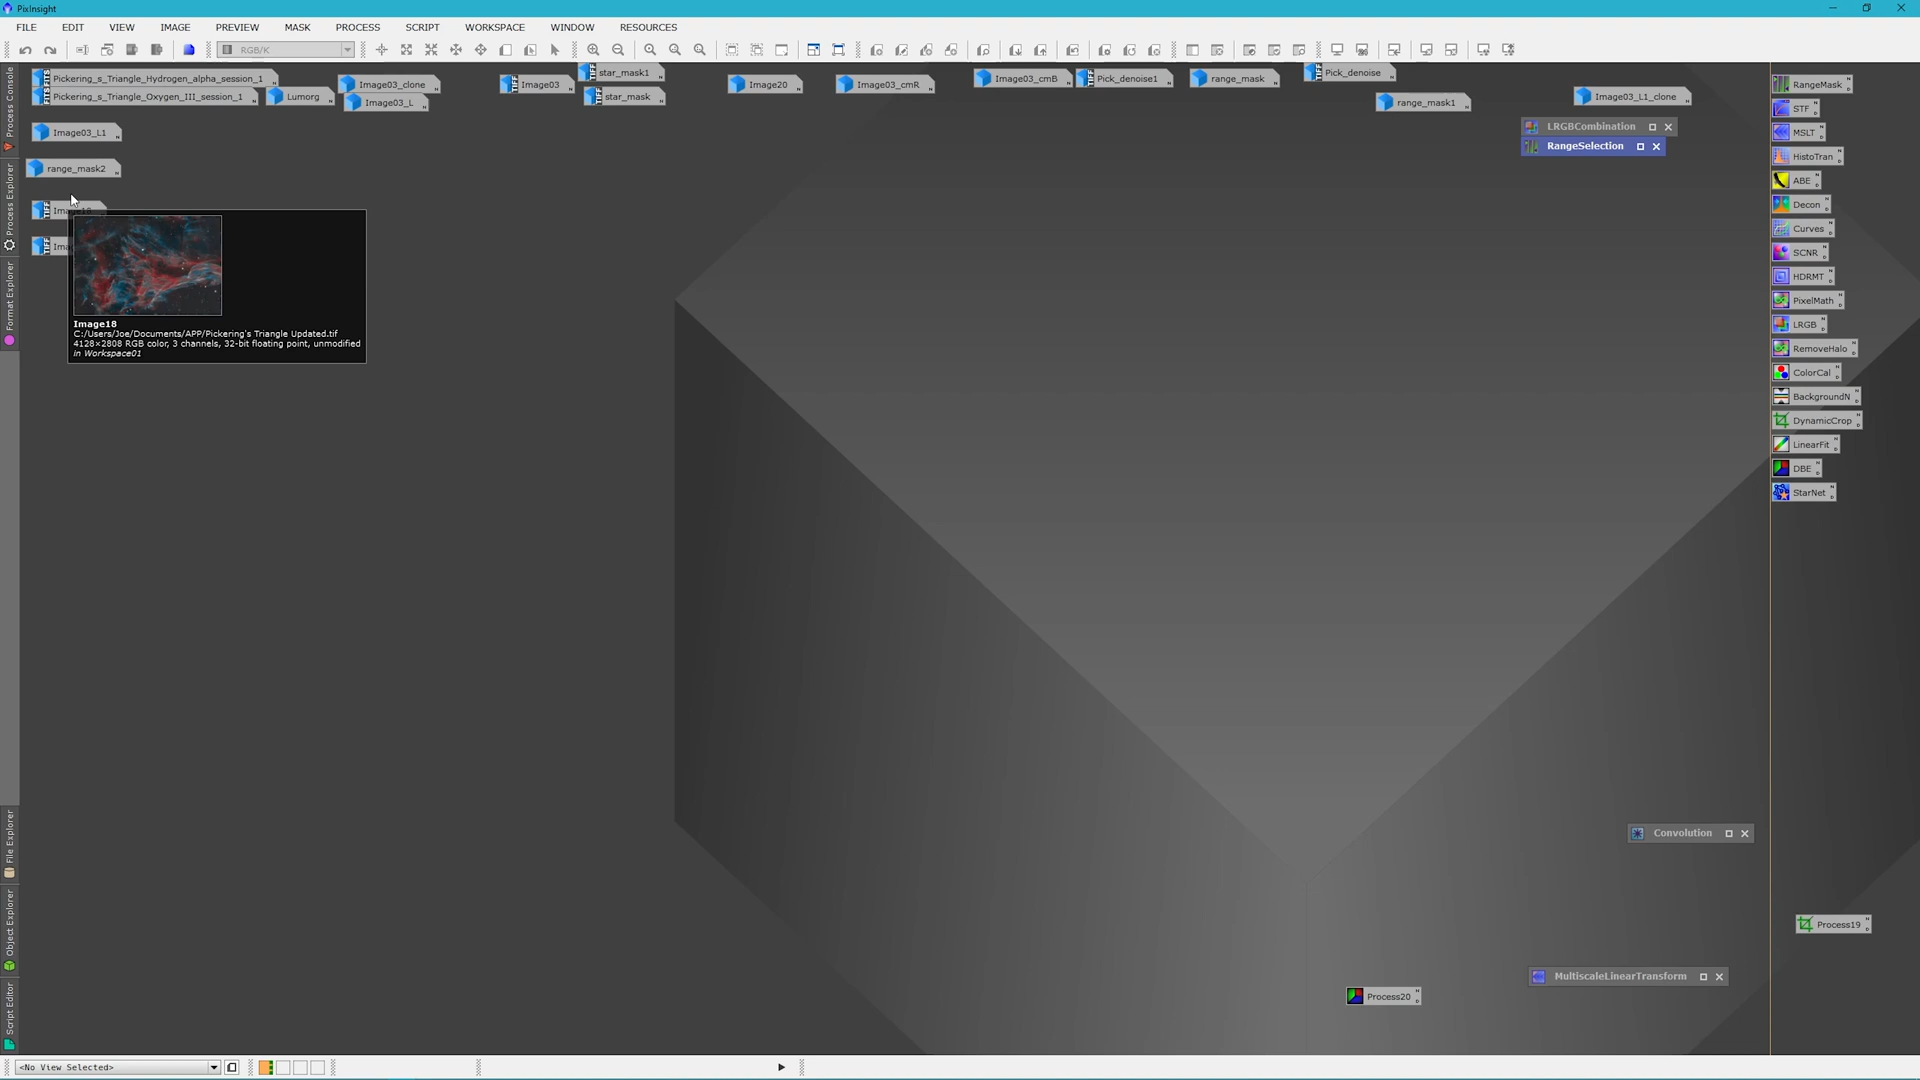 PixInsight
FILE EDIT VIEW IMAGE PREVIEW MASK PROCESS SCRIPT WORKSPACE WINDOW RESOURCES
RGB/K
Process Console
Process Explorer
Format Explorer
File Explorer
Object Explorer
Script Editor
Pickering_s_Triangle_Hydrogen_alpha_session_1
Pickering_s_Triangle_Oxygen_III_session_1
Lumorg
Image03_clone
Image03_L
Image03
star_mask1
star_mask
Image20
Image03_cmR
Image03_cmB
Pick_denoise1
range_mask
Pick_denoise
range_mask1
Image03_L1_clone
LRGBCombination
RangeSelection
Image03_L1
range_mask2
Image18
C:/Users/Joe/Documents/APP/Pickering's Triangle Updated.tif
4128×2808 RGB color, 3 channels, 32-bit floating point, unmodified
in Workspace01
RangeMask
STF
MSLT
HistoTran
ABE
Decon
Curves
SCNR
HDRMT
PixelMath
LRGB
RemoveHalo
ColorCal
BackgroundN
DynamicCrop
LinearFit
DBE
StarNet
Convolution
Process19
MultiscaleLinearTransform
Process20
<No View Selected>